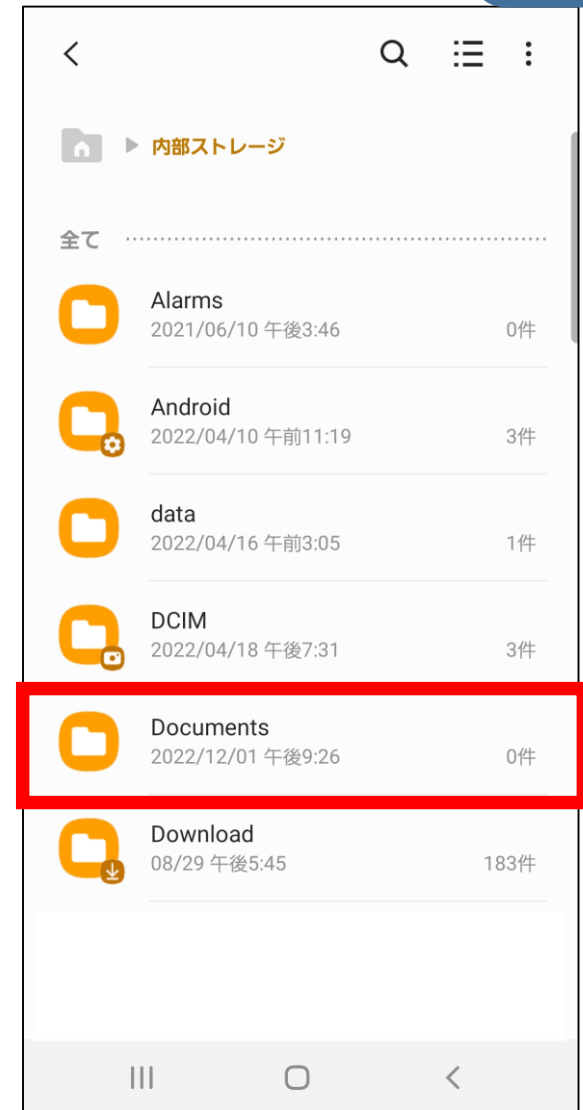 内部ストレージ
全て
Alarms
2021/06/10 午後3:46 0件
Android
2022/04/10 午前11:19 3件
data
2022/04/16 午前3:05 1件
DCIM
2022/04/18 午後7:31 3件
Documents
2022/12/01 午後9:26 0件
Download
08/29 午後5:45 183件